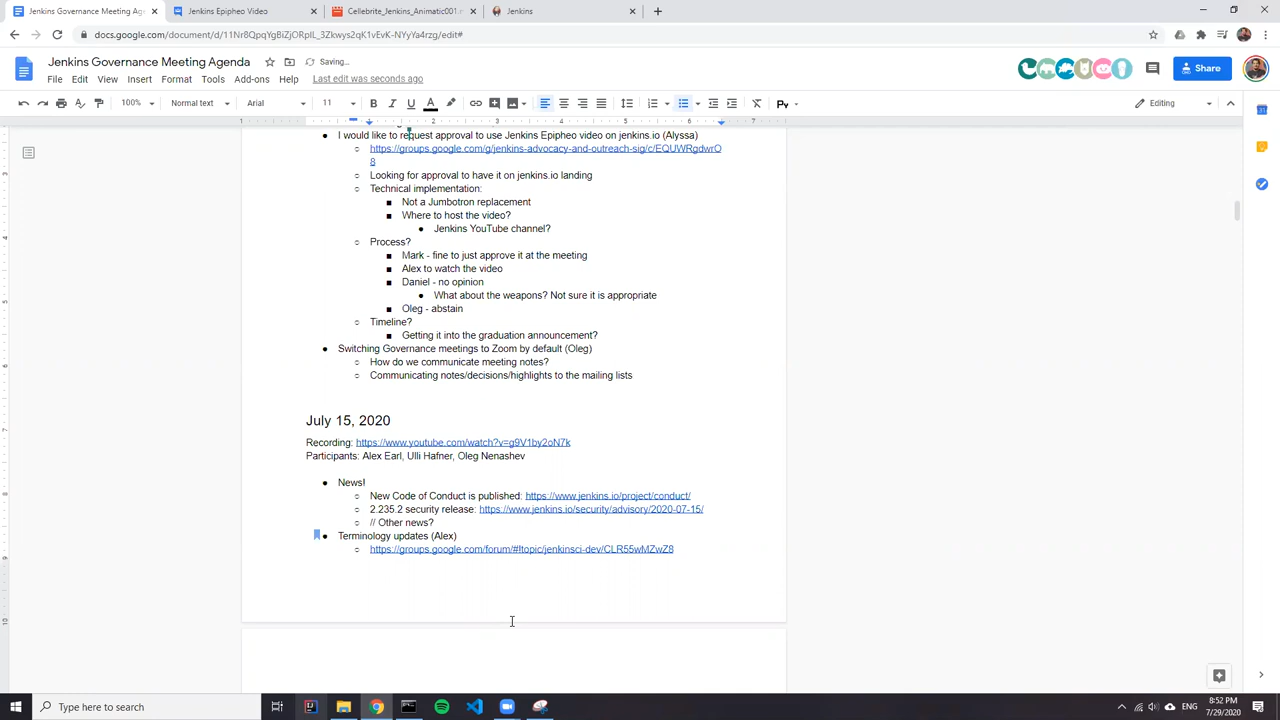 Jenkins Governance Meeting Ag
Jenkins Epipheo Video
Cellebrite_Jenkins_Animatic001.m
Jenkins
docs.google.com/document/d/11Nr8QpqYgBiZjORpIL_3Zkwys2qK1vEvK-NYyYa4rzg/edit#
Jenkins Governance Meeting Agenda
Saving...
File Edit View Insert Format Tools Add-ons Help Last edit was seconds ago
Share
100% Normal text Arial 11 Editing
I would like to request approval to use Jenkins Epipheo video on jenkins.io (Alyssa)
https://groups.google.com/g/jenkins-advocacy-and-outreach-sig/c/EQUWRgdwrO
8
Looking for approval to have it on jenkins.io landing
Technical implementation:
Not a Jumbotron replacement
Where to host the video?
Jenkins YouTube channel?
Process?
Mark - fine to just approve it at the meeting
Alex to watch the video
Daniel - no opinion
What about the weapons? Not sure it is appropriate
Oleg - abstain
Timeline?
Getting it into the graduation announcement?
Switching Governance meetings to Zoom by default (Oleg)
How do we communicate meeting notes?
Communicating notes/decisions/highlights to the mailing lists
July 15, 2020
Recording: https://www.youtube.com/watch?v=g9V1by2oN7k
Participants: Alex Earl, Ulli Hafner, Oleg Nenashev
News!
New Code of Conduct is published: https://www.jenkins.io/project/conduct/
2.235.2 security release: https://www.jenkins.io/security/advisory/2020-07-15/
// Other news?
Terminology updates (Alex)
https://groups.google.com/forum/#!topic/jenkinsci-dev/CLR55wMZwZ8
Type here to search
ENG
8:52 PM
7/29/2020